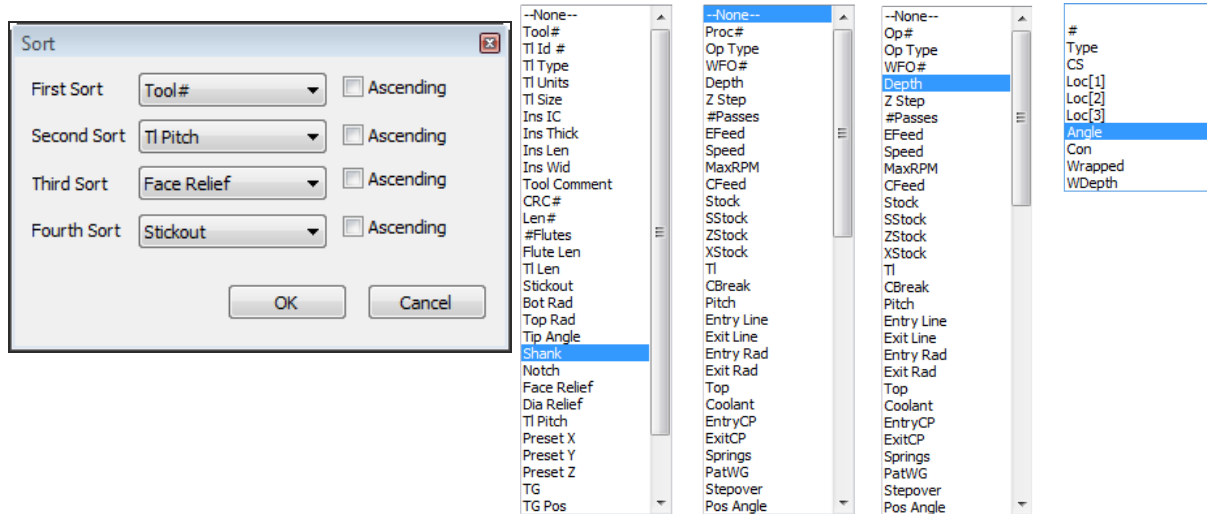 Sort
First Sort Tool# Ascending
Second Sort Tl Pitch Ascending
Third Sort Face Relief Ascending
Fourth Sort Stickout Ascending
OK Cancel
--None--
Tool#
Tl Id #
Tl Type
Tl Units
Tl Size
Ins IC
Ins Thick
Ins Len
Ins Wid
Tool Comment
CRC#
Len#
#Flutes
Flute Len
Tl Len
Stickout
Bot Rad
Top Rad
Tip Angle
Shank
Notch
Face Relief
Dia Relief
Tl Pitch
Preset X
Preset Y
Preset Z
TG
TG Pos
--None--
Proc#
Op Type
WFO#
Depth
Z Step
#Passes
EFeed
Speed
MaxRPM
CFeed
Stock
SStock
ZStock
XStock
Tl
CBreak
Pitch
Entry Line
Exit Line
Entry Rad
Exit Rad
Top
Coolant
EntryCP
ExitCP
Springs
PatWG
Stepover
Pos Angle
--None--
Op#
Op Type
WFO#
Depth
Z Step
#Passes
EFeed
Speed
MaxRPM
CFeed
Stock
SStock
ZStock
XStock
Tl
CBreak
Pitch
Entry Line
Exit Line
Entry Rad
Exit Rad
Top
Coolant
EntryCP
ExitCP
Springs
PatWG
Stepover
Pos Angle
#
Type
CS
Loc[1]
Loc[2]
Loc[3]
Angle
Con
Wrapped
WDepth